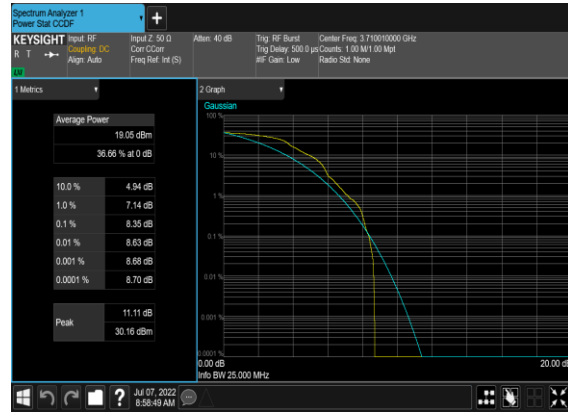 Spectrum Analyzer 1
Power Stat CCDF
+
KEYSIGHT
R T
LW
Input: RF
Coupling: DC
Align: Auto
Input Z: 50 Ω
Corr CCorr
Freq Ref: Int (S)
Atten: 40 dB
Trig: RF Burst
Trig Delay: 500.0 µs
#IF Gain: Low
Center Freq: 3.710010000 GHz
Counts: 1.00 M/1.00 Mpt
Radio Std: None
1 Metrics
Average Power
19.05 dBm
36.66 % at 0 dB
10.0 % 4.94 dB
1.0 % 7.14 dB
0.1 % 8.35 dB
0.01 % 8.63 dB
0.001 % 8.68 dB
0.0001 % 8.70 dB
Peak 11.11 dB
30.16 dBm
2 Graph
Gaussian
100 %
10 %
1 %
0.1 %
0.01 %
0.001 %
0.0001 %
0.00 dB 20.00 dB
Info BW 25.000 MHz
?
Jul 07, 2022
8:58:49 AM